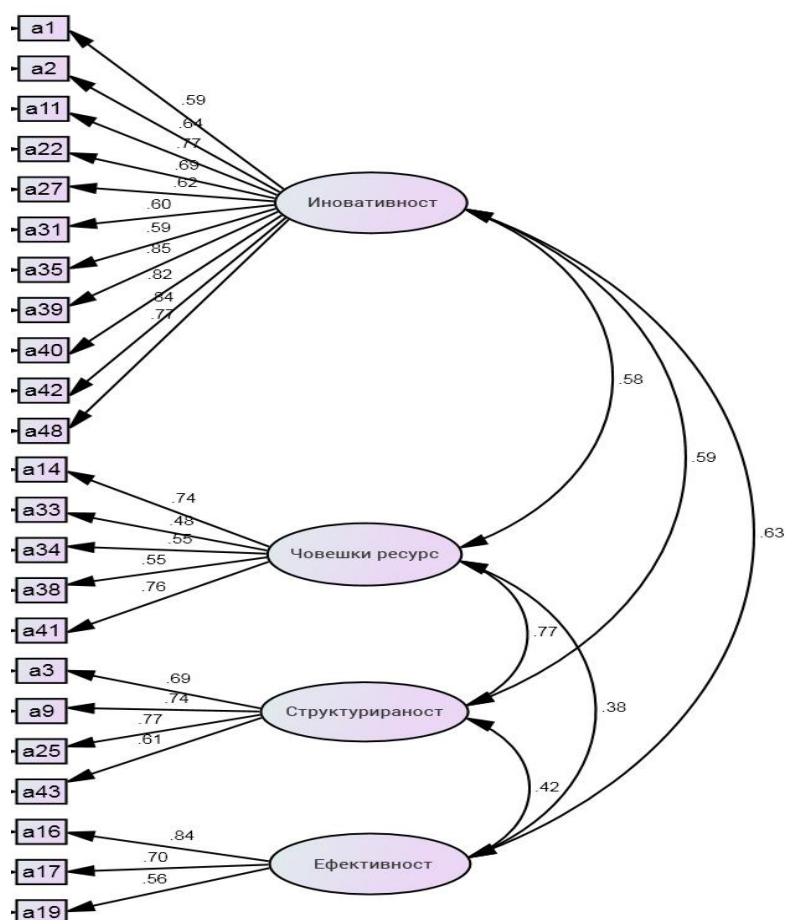 a1
a2
a11
a22
a27
a31
a35
a39
a40
a42
a48
.59
.64
.77
.69
.62
.60
.59
.85
.82
.84
.77
Иновативност
a14
a33
a34
a38
a41
.74
.48
.55
.55
.76
Човешки ресурс
a3
a9
a25
a43
.69
.74
.77
.61
Структурираност
a16
a17
a19
.84
.70
.56
Ефективност
.58
.59
.63
.77
.38
.42